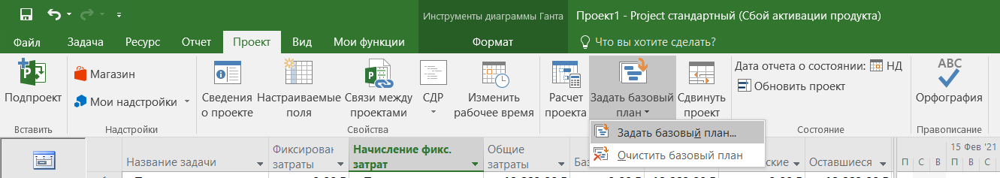 Инструменты диаграммы Ганта
Проект1 - Project стандартный (Сбой активации продукта)
Файл
Задача
Ресурс
Отчет
Проект
Вид
Мои функции
Формат
Что вы хотите сделать?
Подпроект
Вставить
Магазин
Мои надстройки
Надстройки
Сведения
о проекте
Настраиваемые
поля
Связи между
проектами
СДР
Изменить
рабочее время
Свойства
Расчет
проекта
Задать базовый
план
Сдвинуть
проект
Задать базовый план...
Очистить базовый план
Дата отчета о состоянии:
НД
Обновить проект
Состояние
ABC
Орфография
Правописание
Название задачи
Фиксирован
затраты
Начисление фикс.
затрат
Общие
затраты
Баз
ские
Оставшиеся
15 Фев '21
П С В П В С Ч П С В